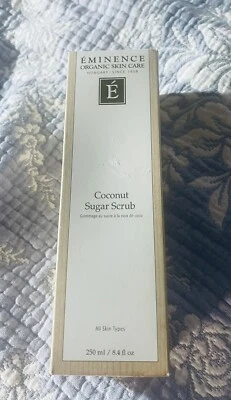 ÉMINENCE
ORGANIC SKIN CARE
HUNGARY · SINCE 1958
É
Coconut
Sugar Scrub
Gommage au sucre à la noix de coco
All Skin Types
250 ml / 8.4 fl oz